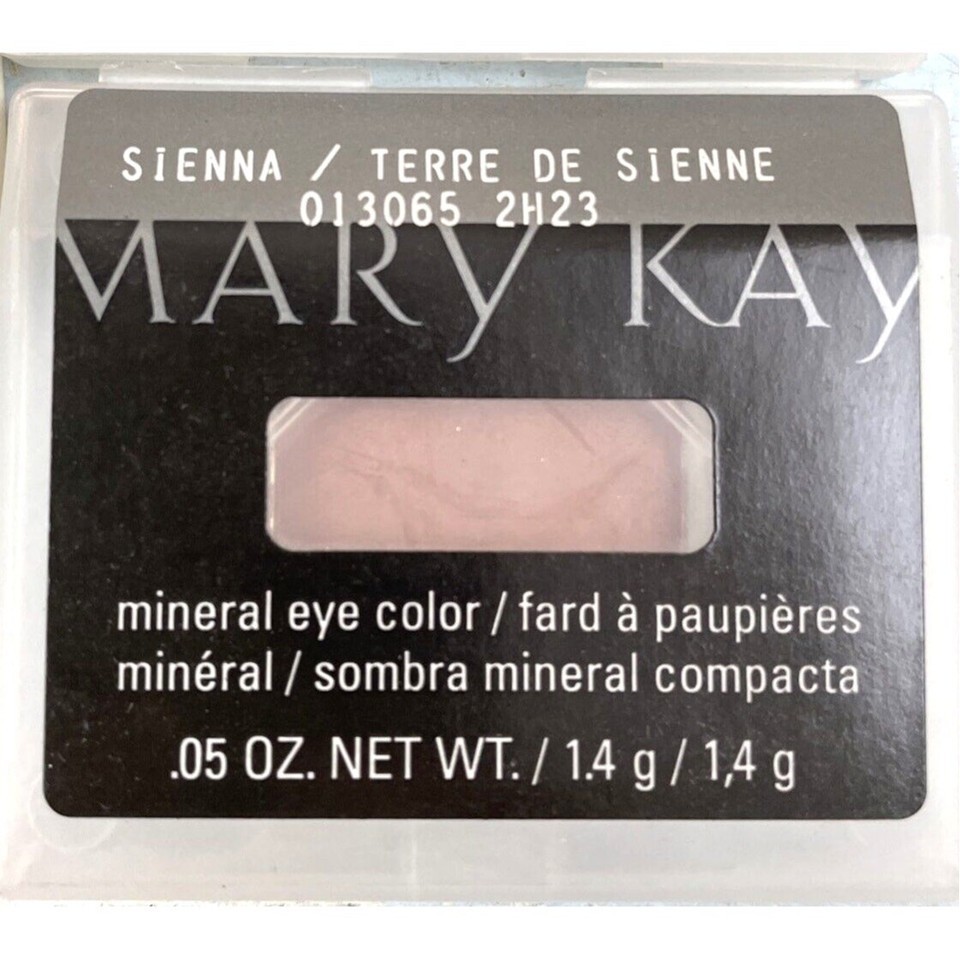 SiENNA / TERRE DE SiENNE
013065 2H23
MARY KAY
mineral eye color / fard à paupières
minéral / sombra mineral compacta
.05 OZ. NET WT. / 1.4 g / 1,4 g